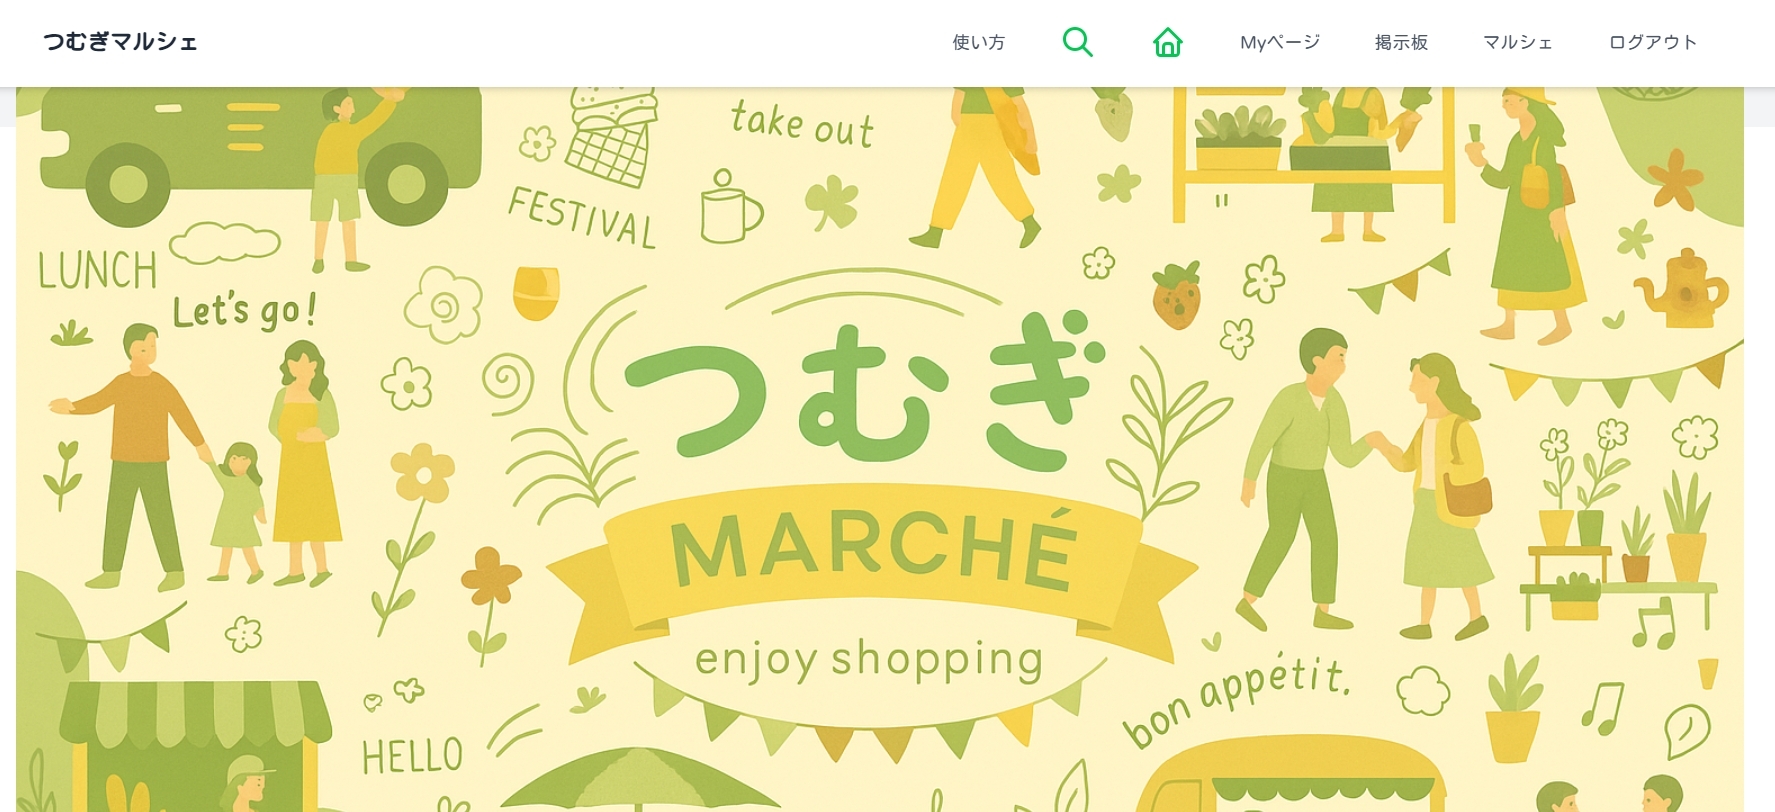 つむぎマルシェ
使い方
Myページ
掲示板
マルシェ
ログアウト
take out
FESTIVAL
LUNCH
Let's go!
つむぎ
MARCHÉ
enjoy shopping
bon appétit.
HELLO